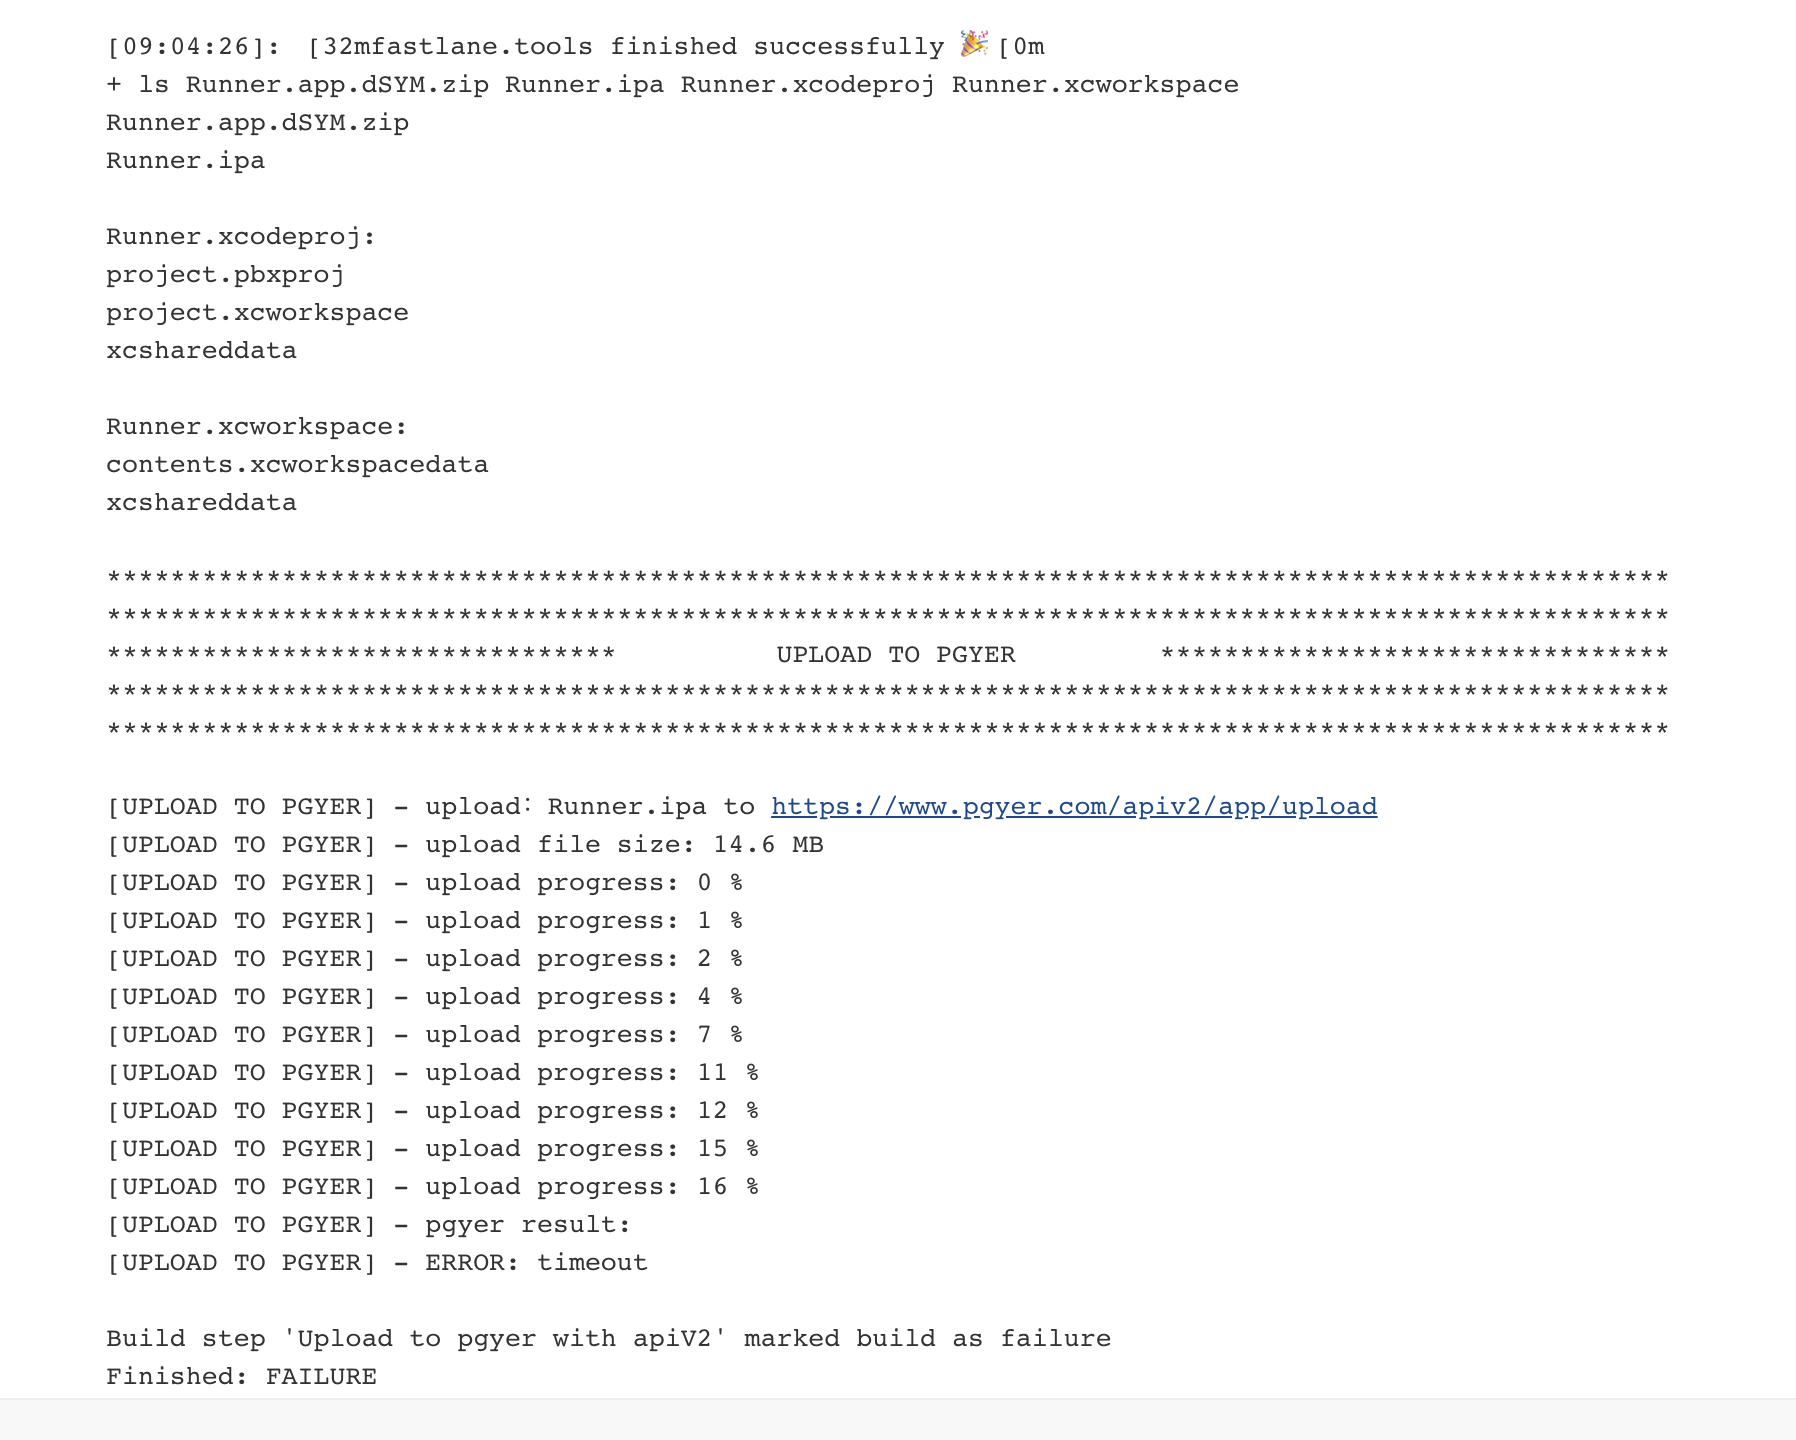 [09:04:26]: [32mfastlane.tools finished successfully 🎉[0m
+ ls Runner.app.dSYM.zip Runner.ipa Runner.xcodeproj Runner.xcworkspace
Runner.app.dSYM.zip
Runner.ipa
Runner.xcodeproj:
project.pbxproj
project.xcworkspace
xcshareddata
Runner.xcworkspace:
contents.xcworkspacedata
xcshareddata
**************************************************************************************************
**************************************************************************************************
******************************** UPLOAD TO PGYER ********************************
**************************************************************************************************
**************************************************************************************************
[UPLOAD TO PGYER] - upload: Runner.ipa to https://www.pgyer.com/apiv2/app/upload
[UPLOAD TO PGYER] - upload file size: 14.6 MB
[UPLOAD TO PGYER] - upload progress: 0 %
[UPLOAD TO PGYER] - upload progress: 1 %
[UPLOAD TO PGYER] - upload progress: 2 %
[UPLOAD TO PGYER] - upload progress: 4 %
[UPLOAD TO PGYER] - upload progress: 7 %
[UPLOAD TO PGYER] - upload progress: 11 %
[UPLOAD TO PGYER] - upload progress: 12 %
[UPLOAD TO PGYER] - upload progress: 15 %
[UPLOAD TO PGYER] - upload progress: 16 %
[UPLOAD TO PGYER] - pgyer result:
[UPLOAD TO PGYER] - ERROR: timeout
Build step 'Upload to pgyer with apiV2' marked build as failure
Finished: FAILURE